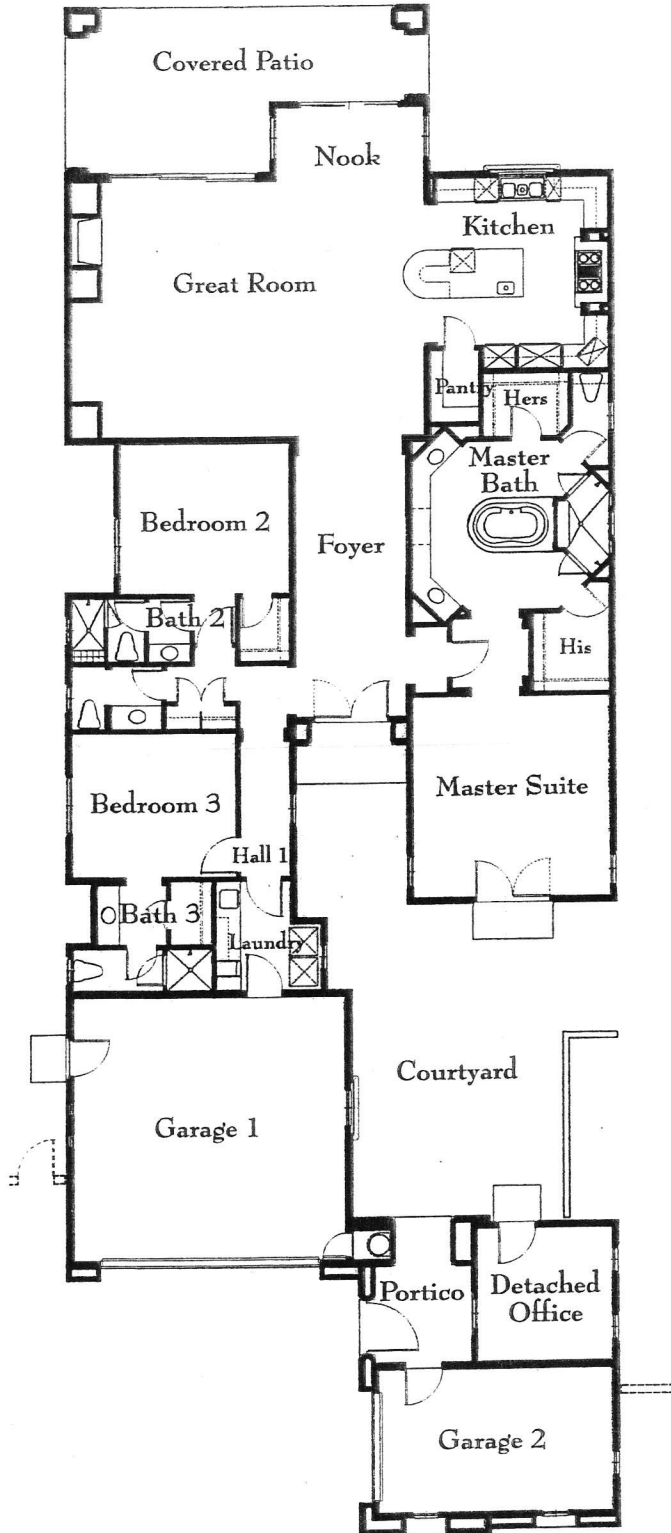 Covered Patio
Nook
Kitchen
Great Room
Pantry
Hers
Master
Bath
Bedroom 2
Foyer
Bath 2
His
Bedroom 3
Master Suite
Hall 1
Bath 3
Laundry
Courtyard
Garage 1
Portico
Detached
Office
Garage 2